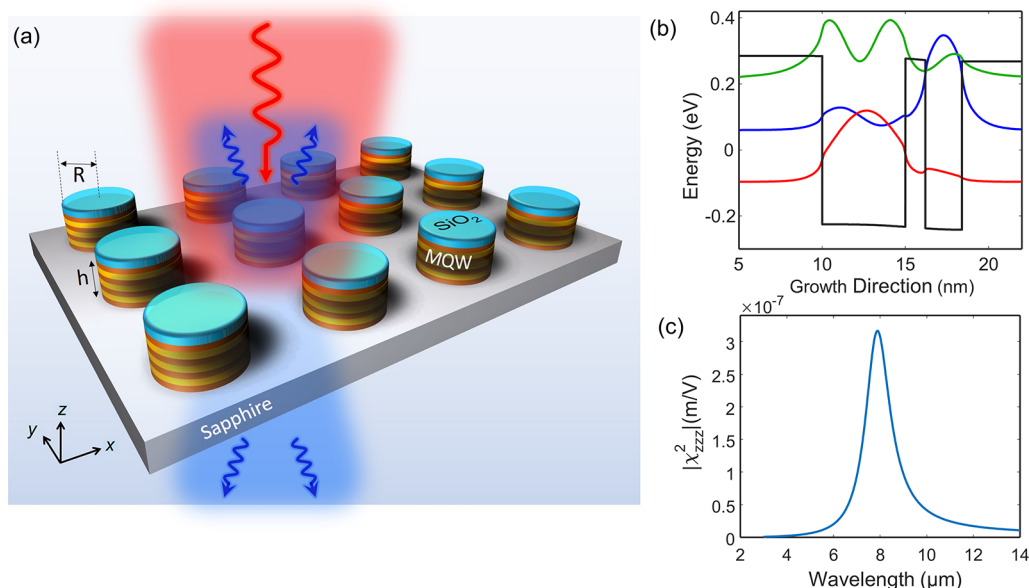 (a)
R
h
SiO₂
MQW
Sapphire
z
y
x
(b)
0.4
0.2
0
-0.2
Energy (eV)
5
10
15
20
Growth Direction (nm)
(c)
×10⁻⁷
3
2.5
2
1.5
1
0.5
0
|χ²zzz|(m/V)
2
4
6
8
10
12
14
Wavelength (μm)